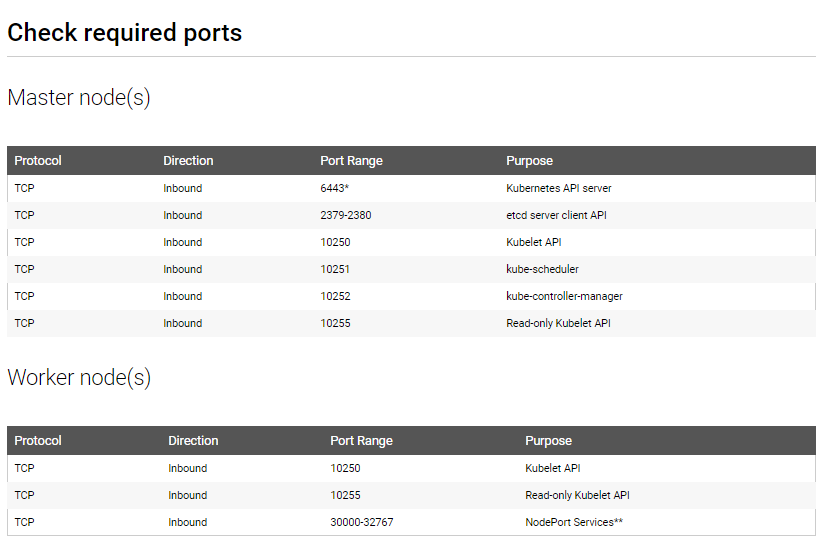 Check required ports
Master node(s)
Protocol Direction Port Range Purpose
TCP Inbound 6443* Kubernetes API server
TCP Inbound 2379-2380 etcd server client API
TCP Inbound 10250 Kubelet API
TCP Inbound 10251 kube-scheduler
TCP Inbound 10252 kube-controller-manager
TCP Inbound 10255 Read-only Kubelet API
Worker node(s)
Protocol Direction Port Range Purpose
TCP Inbound 10250 Kubelet API
TCP Inbound 10255 Read-only Kubelet API
TCP Inbound 30000-32767 NodePort Services**